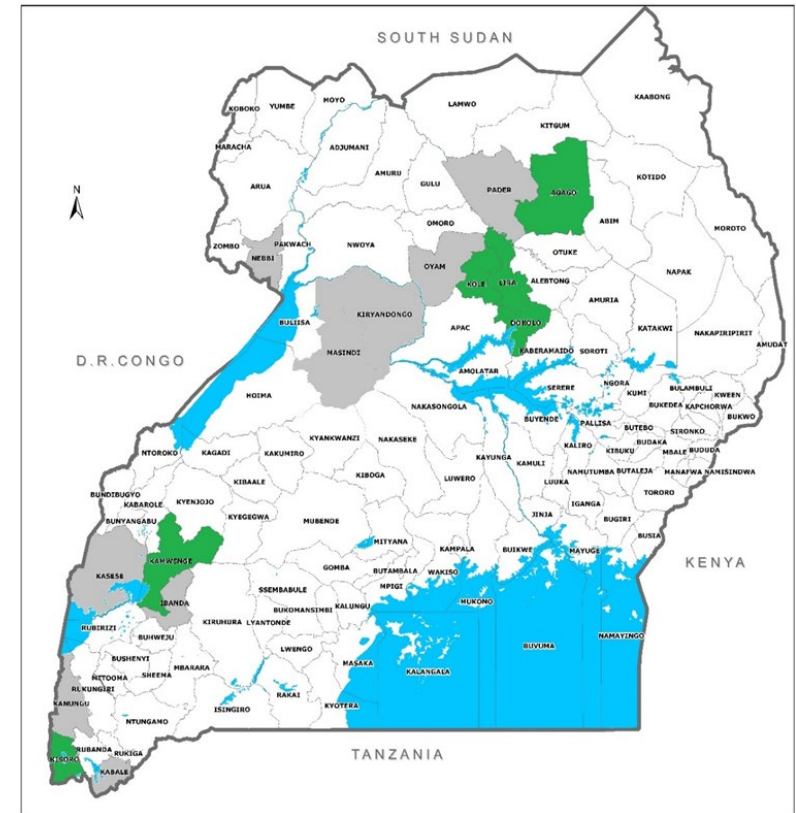 SOUTH SUDAN
KAABONG
MOYO
YUMBE
KOBOKO
LAMWO
KITGUM
MARACHA
ADJUMANI
AMURU
GULU
PADER
AGAGO
KOTIDO
ARUA
N
OMORO
ABIM
MOROTO
ZOMBO
PAKWACH
NWOYA
NEBBI
OYAM
OTUKE
NAPAK
KOLE
LIRA
ALEBTONG
AMURIA
BULIISA
KIRYANDONGO
APAC
DOKOLO
KATAKWI
NAKAPIRIPIRIT
AMUDAT
D.R.CONGO
MASINDI
KABERAMAIDO
SOROTI
AMOLATAR
HOIMA
SERERE
NGORA
KUMI
BULAMBULI
KWEEN
NAKASONGOLA
BUKEDEA
KAPCHORWA
BUYENDE
PALLISA
BUKWO
BUTEBO
SIRONKO
NTOROKO
KAGADI
KAKUMIRO
KYANKWANZI
NAKASEKE
KALIRO
BUDAKA
KAYUNGA
KIBUKU
MBALE
BUDUDA
KAMULI
KIBAALE
KIBOGA
LUWERO
NAMUTUMBA
BUTALEJA
MANAFWA
NAMISINDWA
LUUKA
BUNDIBUGYO
KABAROLE
KYENJOJO
TORORO
BUNYANGABU
KYEGEGWA
MUBENDE
IGANGA
JINJA
BUGIRI
BUSIA
MITYANA
KAMPALA
BUIKWE
MAYUGE
KAMWENGE
KENYA
KASESE
GOMBA
BUTAMBALA
WAKISO
MPIGI
SSEMBABULE
IBANDA
MUKONO
BUKOMANSIMBI
KALUNGU
RUBIRIZI
KIRUHURA
LYANTONDE
BUHWEJU
NAMAYINGO
LWENGO
BUVUMA
BUSHENYI
MBARARA
MASAKA
KALANGALA
MITOOMA
SHEEMA
RUKUNGIRI
RAKAI
KANUNGU
KYOTERA
ISINGIRO
NTUNGAMO
KISORO
RUBANDA
RUKIGA
TANZANIA
KABALE